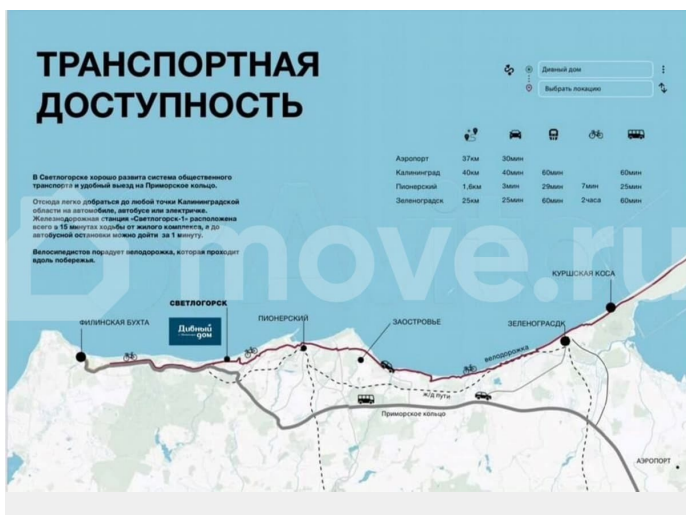 ТРАНСПОРТНАЯ
ДОСТУПНОСТЬ
Дивный дом
Выбрать локацию
Аэропорт 37км 30мин
Калининград 40км 40мин 60мин 60мин
Пионерский 1,6км 3мин 29мин 7мин 25мин
Зеленоградск 25км 25мин 60мин 2часа 60мин
В Светлогорске хорошо развита система общественного
транспорта и удобный выезд на Приморское кольцо.
Отсюда легко добраться до любой точки Калининградской
области на автомобиле, автобусе или электричке.
Железнодорожная станция «Светлогорск-1» расположена
всего в 15 минутах ходьбы от жилого комплекса, а до
автобусной остановки можно дойти за 1 минуту.
Велосипедистов порадует велодорожка, которая проходит
вдоль побережья.
move.ru
КУРШСКАЯ КОСА
СВЕТЛОГОРСК
ФИЛИНСКАЯ БУХТА
Дивный
дом
ПИОНЕРСКИЙ
ЗАОСТРОВЬЕ
ЗЕЛЕНОГРАСДК
велодорожка
ж/д пути
Приморское кольцо
АЭРОПОРТ